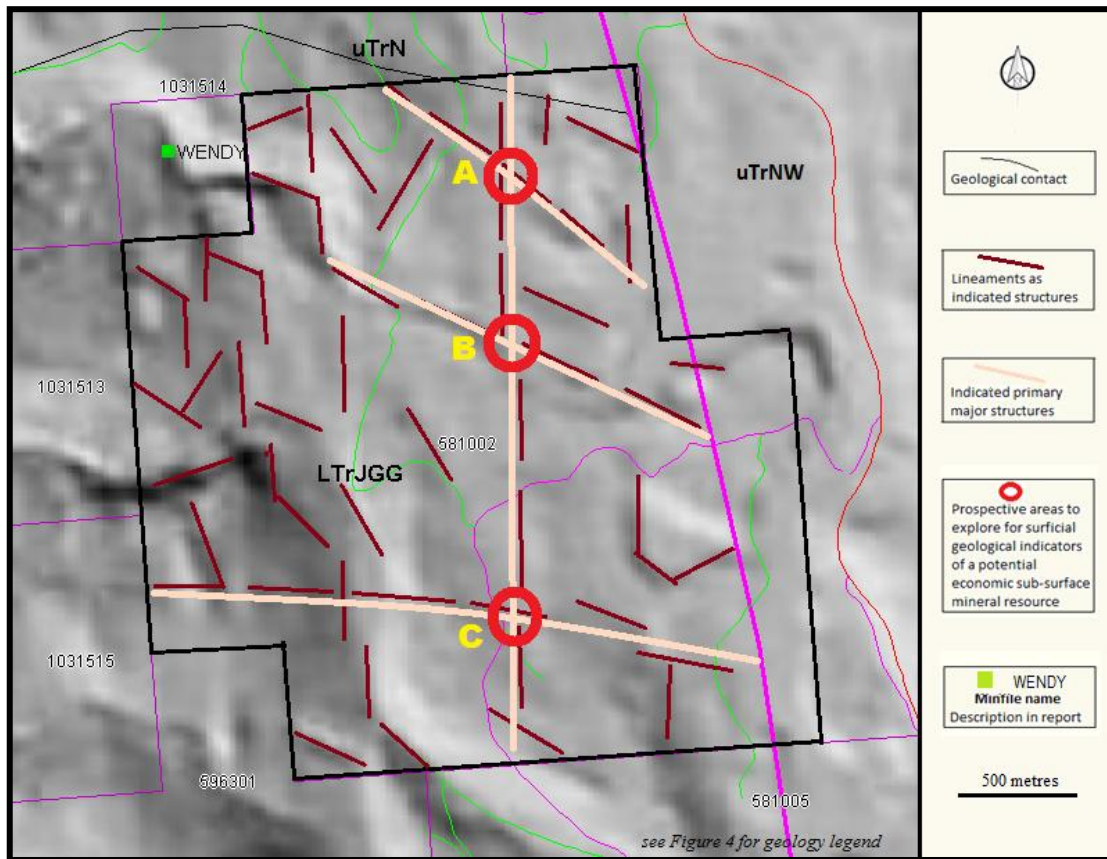 uTrN
1031514
WENDY
A
uTrNW
B
1031513
581002
LTrJGG
C
1031515
596301
581005
see Figure 4 for geology legend
Geological contact
Lineaments as
indicated structures
Indicated primary
major structures
Prospective areas to
explore for surficial
geological indicators
of a potential
economic sub-surface
mineral resource
WENDY
Minfile name
Description in report
500 metres